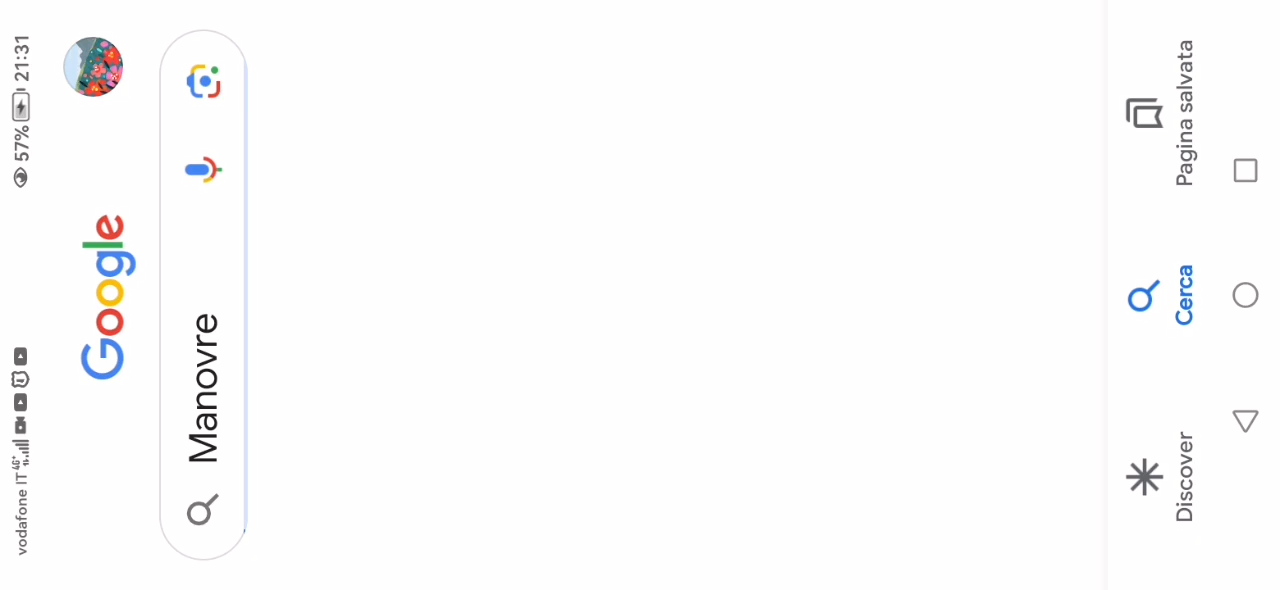 vodafone IT 4G+ 57% 21:31
Google
Manovre
Discover
Cerca
Pagina salvata